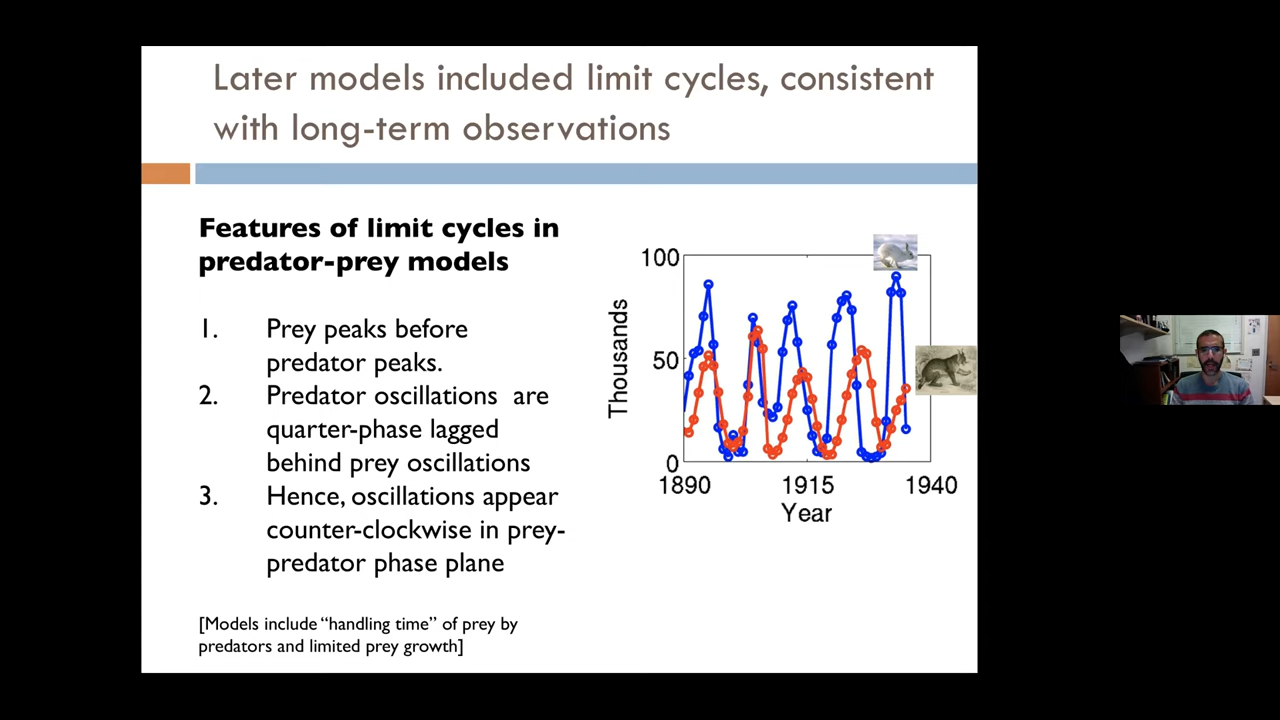 Later models included limit cycles, consistent
with long-term observations
Features of limit cycles in
predator-prey models
1. Prey peaks before
predator peaks.
2. Predator oscillations are
quarter-phase lagged
behind prey oscillations
3. Hence, oscillations appear
counter-clockwise in prey-
predator phase plane
[Models include "handling time" of prey by
predators and limited prey growth]
100
50
0
Thousands
1890 1915 1940
Year